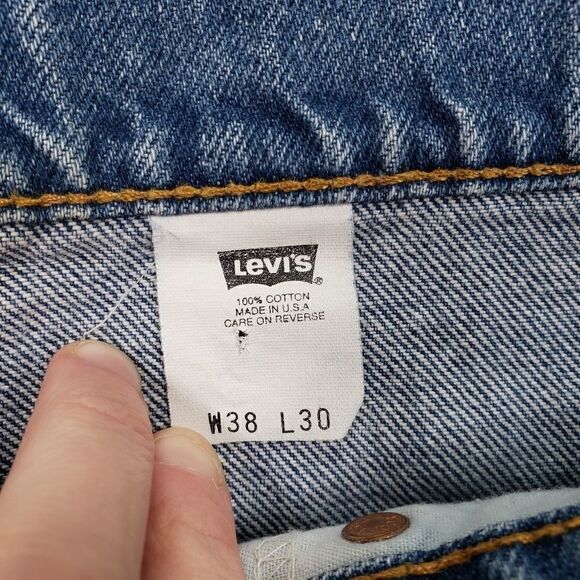 LEVI'S ®
100% COTTON
MADE IN U.S.A
CARE ON REVERSE
W38 L30